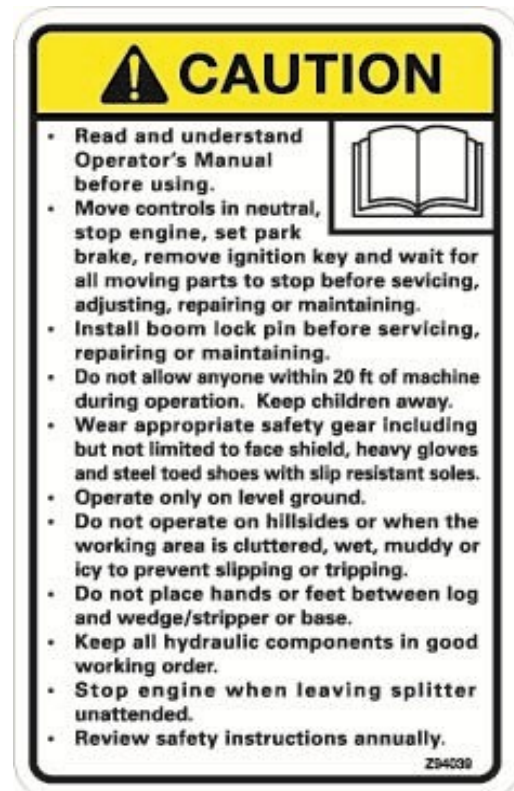 CAUTION
• Read and understand
Operator's Manual
before using.
• Move controls in neutral,
stop engine, set park
brake, remove ignition key and wait for
all moving parts to stop before sevicing,
adjusting, repairing or maintaining.
• Install boom lock pin before servicing,
repairing or maintaining.
• Do not allow anyone within 20 ft of machine
during operation. Keep children away.
• Wear appropriate safety gear including
but not limited to face shield, heavy gloves
and steel toed shoes with slip resistant soles.
• Operate only on level ground.
• Do not operate on hillsides or when the
working area is cluttered, wet, muddy or
icy to prevent slipping or tripping.
• Do not place hands or feet between log
and wedge/stripper or base.
• Keep all hydraulic components in good
working order.
• Stop engine when leaving splitter
unattended.
• Review safety instructions annually.
Z94039